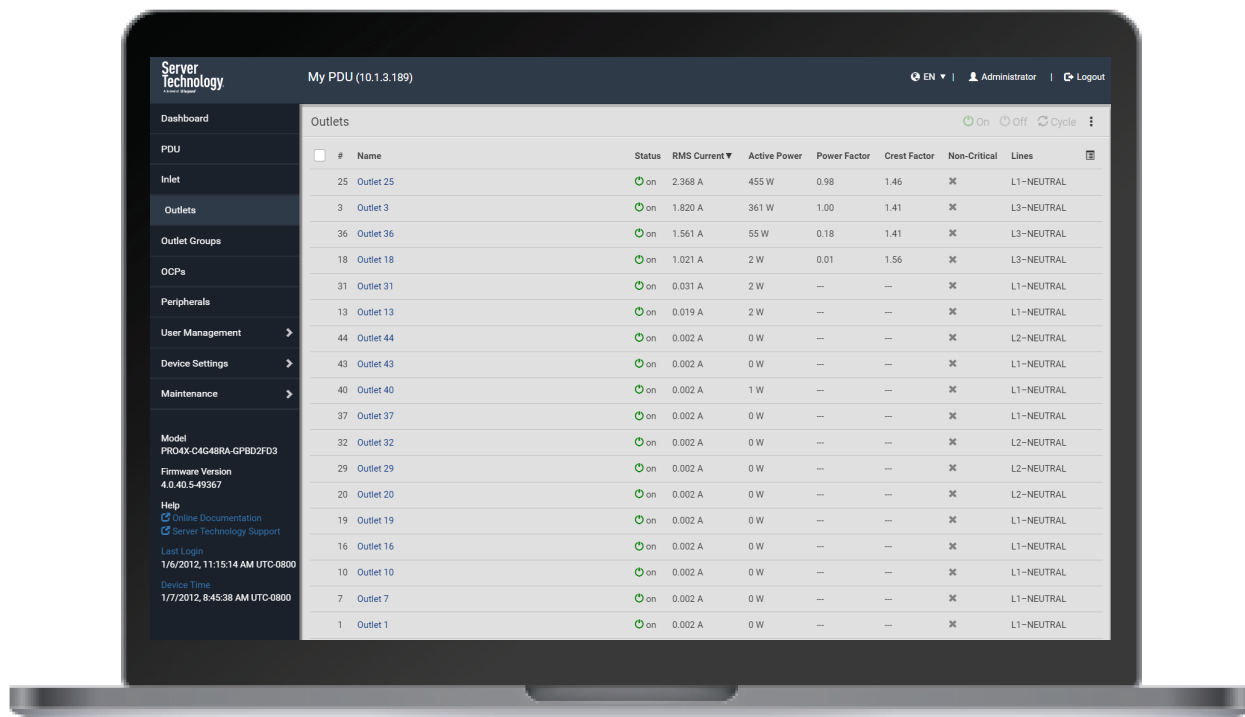 Server
Technology
My PDU (10.1.3.189)
EN ▼ | Administrator | Logout
Dashboard
PDU
Inlet
Outlets
Outlet Groups
OCPs
Peripherals
User Management
Device Settings
Maintenance
Model
PRO4X-C4G48RA-GPBD2FD3
Firmware Version
4.0.40.5-49367
Help
Online Documentation
Server Technology Support
Last Login
1/6/2012, 11:15:14 AM UTC-0800
Device Time
1/7/2012, 8:45:38 AM UTC-0800
Outlets
On Off Cycle
# Name Status RMS Current▼ Active Power Power Factor Crest Factor Non-Critical Lines
25 Outlet 25 on 2.368 A 455 W 0.98 1.46 ✖ L1–NEUTRAL
3 Outlet 3 on 1.820 A 361 W 1.00 1.41 ✖ L3–NEUTRAL
36 Outlet 36 on 1.561 A 55 W 0.18 1.41 ✖ L3–NEUTRAL
18 Outlet 18 on 1.021 A 2 W 0.01 1.56 ✖ L3–NEUTRAL
31 Outlet 31 on 0.031 A 2 W --- --- ✖ L1–NEUTRAL
13 Outlet 13 on 0.019 A 2 W --- --- ✖ L1–NEUTRAL
44 Outlet 44 on 0.002 A 0 W --- --- ✖ L2–NEUTRAL
43 Outlet 43 on 0.002 A 0 W --- --- ✖ L1–NEUTRAL
40 Outlet 40 on 0.002 A 1 W --- --- ✖ L1–NEUTRAL
37 Outlet 37 on 0.002 A 0 W --- --- ✖ L1–NEUTRAL
32 Outlet 32 on 0.002 A 0 W --- --- ✖ L2–NEUTRAL
29 Outlet 29 on 0.002 A 0 W --- --- ✖ L2–NEUTRAL
20 Outlet 20 on 0.002 A 0 W --- --- ✖ L2–NEUTRAL
19 Outlet 19 on 0.002 A 0 W --- --- ✖ L1–NEUTRAL
16 Outlet 16 on 0.002 A 0 W --- --- ✖ L1–NEUTRAL
10 Outlet 10 on 0.002 A 0 W --- --- ✖ L1–NEUTRAL
7 Outlet 7 on 0.002 A 0 W --- --- ✖ L1–NEUTRAL
1 Outlet 1 on 0.002 A 0 W --- --- ✖ L1–NEUTRAL